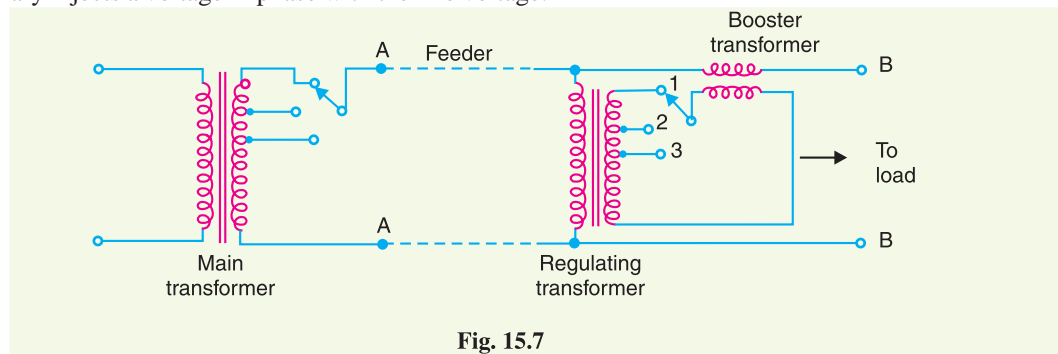 Booster
transformer
A
Feeder
B
1
2
3
To
load
A
B
Main
transformer
Regulating
transformer
Fig. 15.7